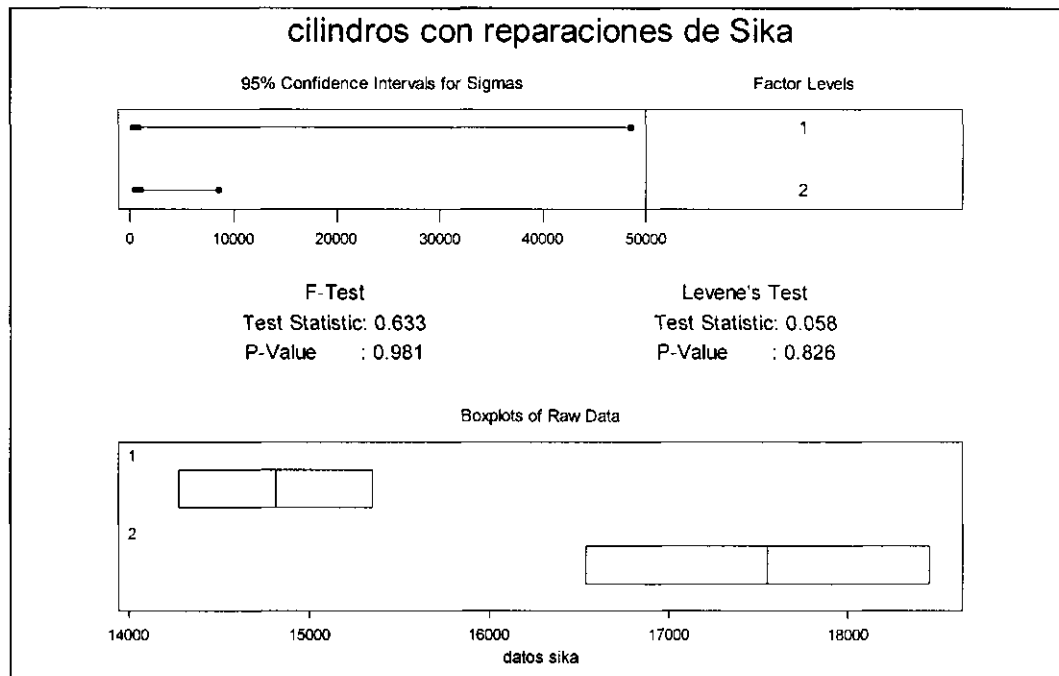 cilindros con reparaciones de Sika
95% Confidence Intervals for Sigmas
Factor Levels
1
2
0 10000 20000 30000 40000 50000
F-Test
Test Statistic: 0.633
P-Value : 0.981
Levene's Test
Test Statistic: 0.058
P-Value : 0.826
Boxplots of Raw Data
1
2
14000 15000 16000 17000 18000
datos sika